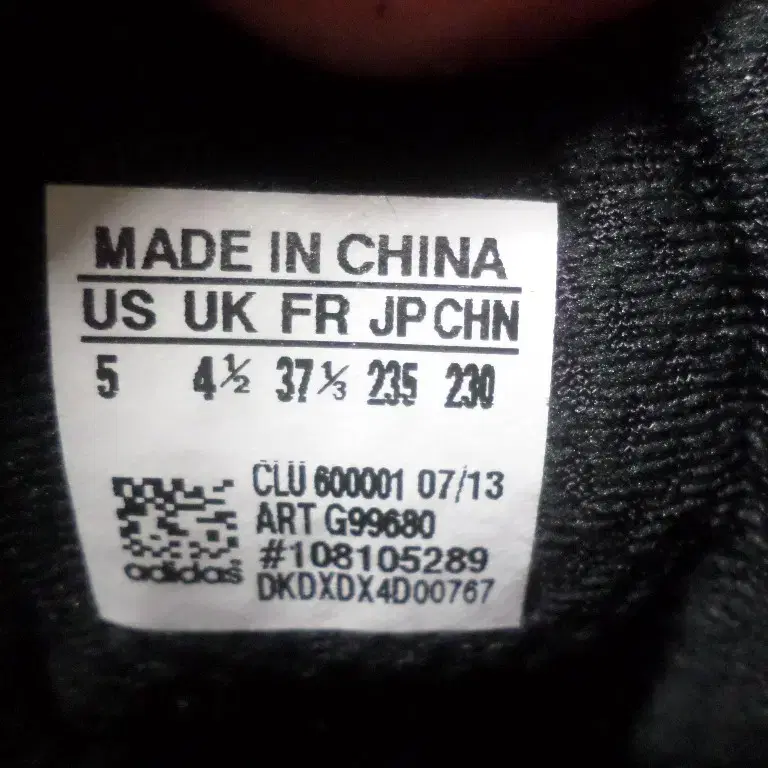 MADE IN CHINA
US UK FR JP CHN
5 4½ 37⅓ 235 230
CLU 600001 07/13
ART G99680
#108105289
DKDXDX4D00767
adidas